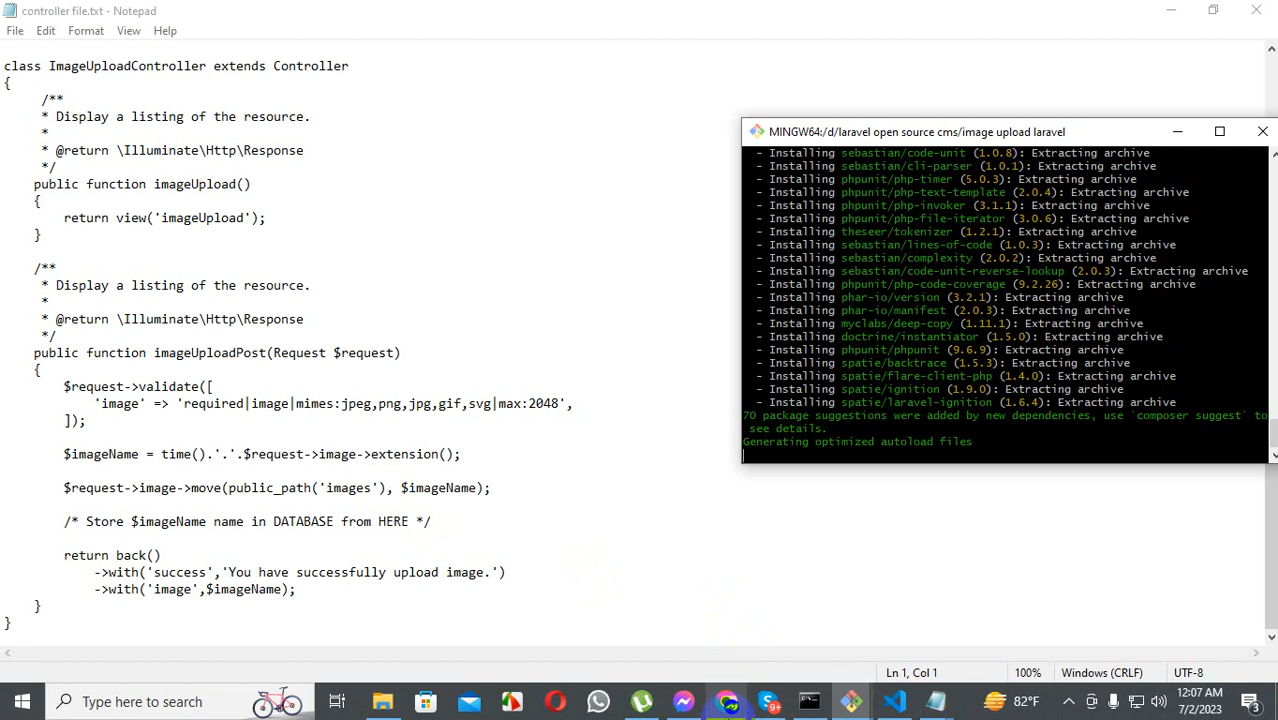 controller file.txt - Notepad
File Edit Format View Help
class ImageUploadController extends Controller
{
/**
* Display a listing of the resource.
*
* @return \Illuminate\Http\Response
*/
public function imageUpload()
{
return view('imageUpload');
}
/**
* Display a listing of the resource.
*
* @return \Illuminate\Http\Response
*/
public function imageUploadPost(Request $request)
{
$request->validate([
'image' => 'required|image|mimes:jpeg,png,jpg,gif,svg|max:2048',
]);
$imageName = time().'.'.$request->image->extension();
$request->image->move(public_path('images'), $imageName);
/* Store $imageName name in DATABASE from HERE */
return back()
->with('success','You have successfully upload image.')
->with('image',$imageName);
}
}
MINGW64:/d/laravel open source cms/image upload laravel
- Installing sebastian/code-unit (1.0.8): Extracting archive
- Installing sebastian/cli-parser (1.0.1): Extracting archive
- Installing phpunit/php-timer (5.0.3): Extracting archive
- Installing phpunit/php-text-template (2.0.4): Extracting archive
- Installing phpunit/php-invoker (3.1.1): Extracting archive
- Installing phpunit/php-file-iterator (3.0.6): Extracting archive
- Installing theseer/tokenizer (1.2.1): Extracting archive
- Installing sebastian/lines-of-code (1.0.3): Extracting archive
- Installing sebastian/complexity (2.0.2): Extracting archive
- Installing sebastian/code-unit-reverse-lookup (2.0.3): Extracting archive
- Installing phpunit/php-code-coverage (9.2.26): Extracting archive
- Installing phar-io/version (3.2.1): Extracting archive
- Installing phar-io/manifest (2.0.3): Extracting archive
- Installing myclabs/deep-copy (1.11.1): Extracting archive
- Installing doctrine/instantiator (1.5.0): Extracting archive
- Installing phpunit/phpunit (9.6.9): Extracting archive
- Installing spatie/backtrace (1.5.3): Extracting archive
- Installing spatie/flare-client-php (1.4.0): Extracting archive
- Installing spatie/ignition (1.9.0): Extracting archive
- Installing spatie/laravel-ignition (1.6.4): Extracting archive
70 package suggestions were added by new dependencies, use `composer suggest` to
see details.
Generating optimized autoload files
Ln 1, Col 1 100% Windows (CRLF) UTF-8
Type here to search 9+ 82°F 12:07 AM
7/2/2023 3